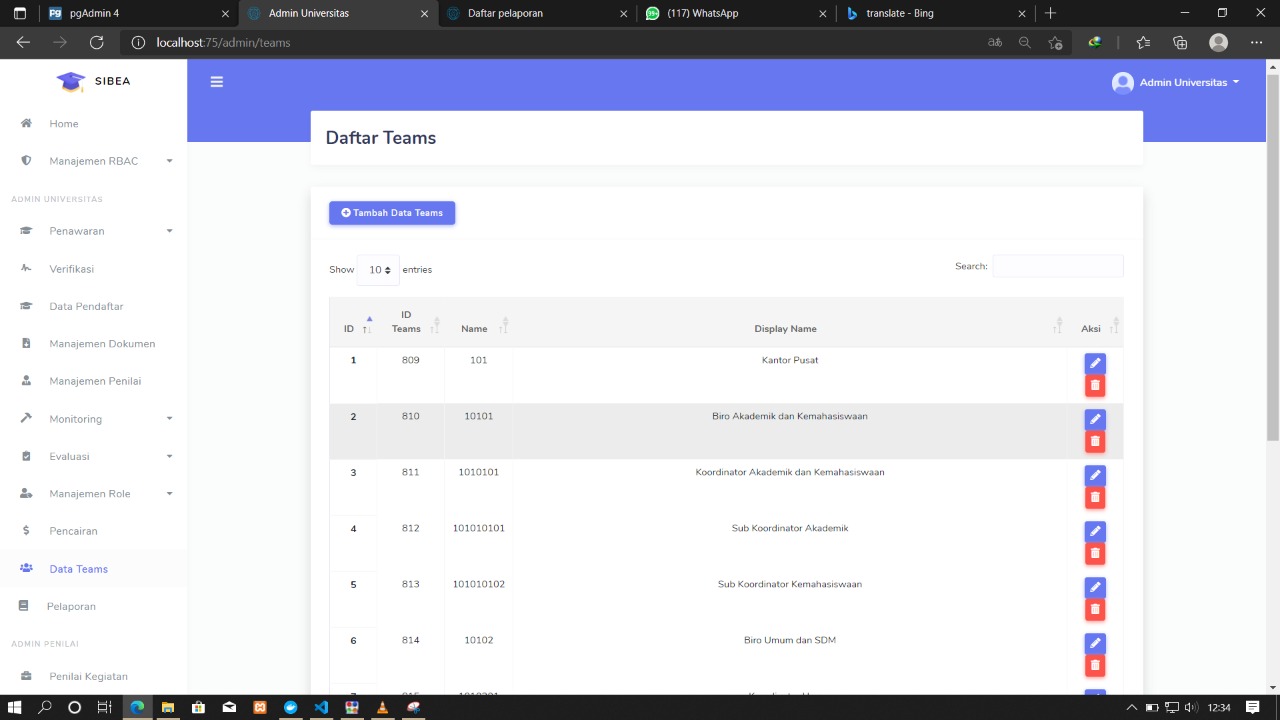 pgAdmin 4
Admin Universitas
Daftar pelaporan
99+
(117) WhatsApp
translate - Bing
localhost:75/admin/teams
SIBEA
Admin Universitas
Home
Manajemen RBAC
ADMIN UNIVERSITAS
Penawaran
Verifikasi
Data Pendaftar
Manajemen Dokumen
Manajemen Penilai
Monitoring
Evaluasi
Manajemen Role
Pencairan
Data Teams
Pelaporan
ADMIN PENILAI
Penilai Kegiatan
Daftar Teams
Tambah Data Teams
Show 10 entries
Search:
ID ID Teams Name Display Name Aksi
1 809 101 Kantor Pusat
2 810 10101 Biro Akademik dan Kemahasiswaan
3 811 1010101 Koordinator Akademik dan Kemahasiswaan
4 812 101010101 Sub Koordinator Akademik
5 813 101010102 Sub Koordinator Kemahasiswaan
6 814 10102 Biro Umum dan SDM
12:34